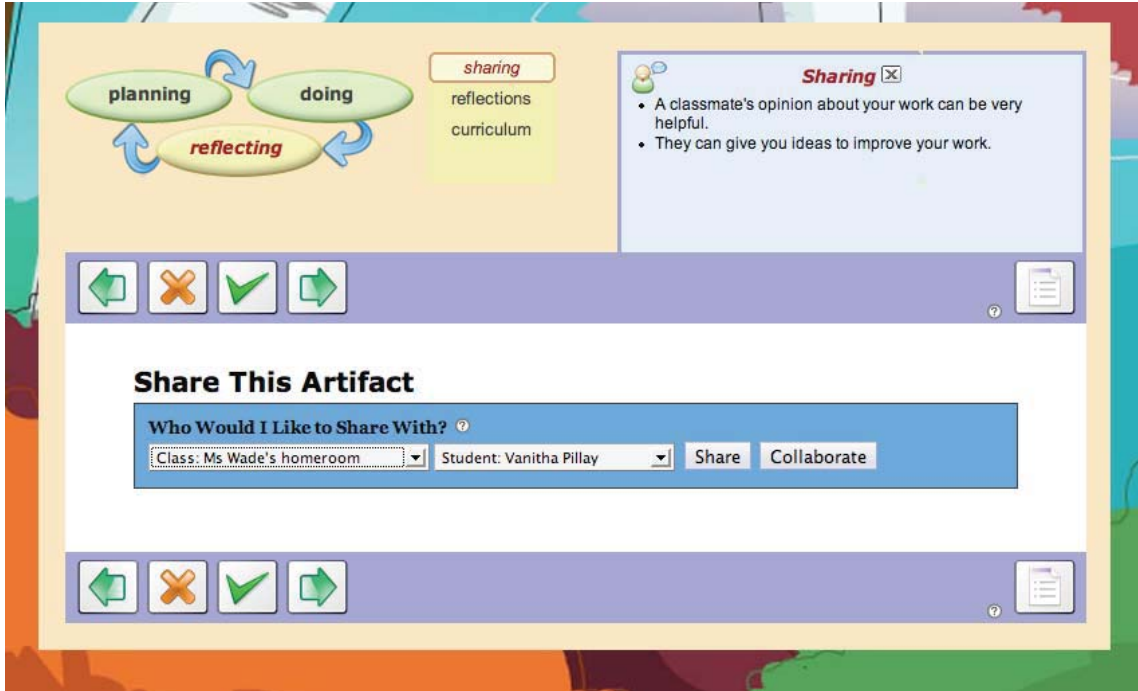 planning
doing
reflecting
sharing
reflections
curriculum
Sharing
• A classmate's opinion about your work can be very
helpful.
• They can give you ideas to improve your work.
?
Share This Artifact
Who Would I Like to Share With? ?
Class: Ms Wade's homeroom
Student: Vanitha Pillay
Share
Collaborate
?